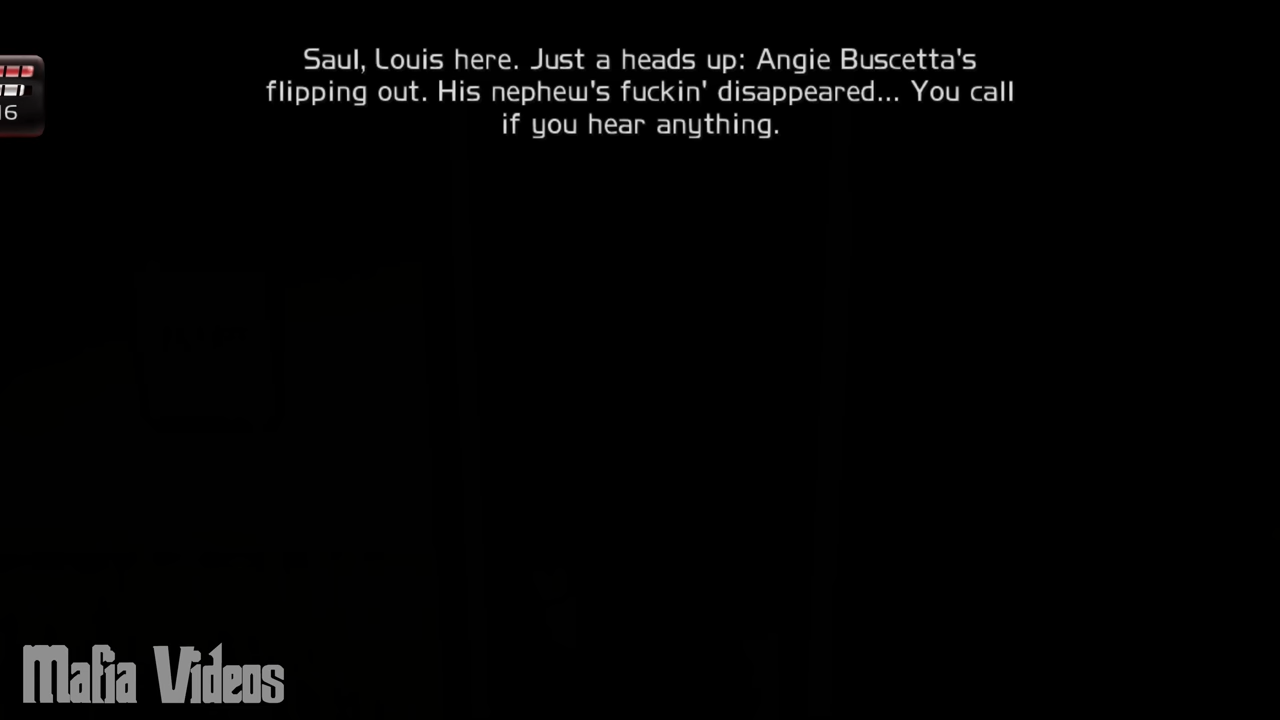 Saul, Louis here. Just a heads up: Angie Buscetta's
flipping out. His nephew's fuckin' disappeared... You call
if you hear anything.
16
Mafia Videos